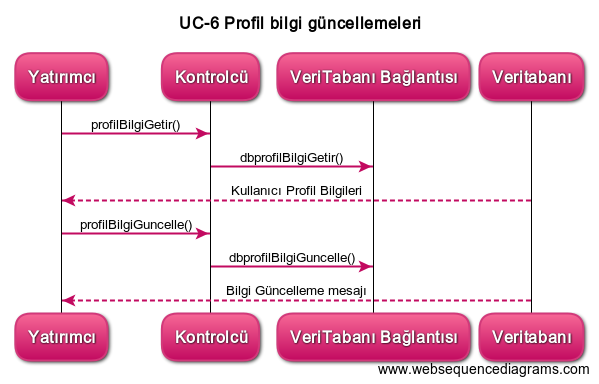 UC-6 Profil bilgi güncellemeleri
Yatırımcı Kontrolcü VeriTabanı Bağlantısı Veritabanı
profilBilgiGetir()
dbprofilBilgiGetir()
Kullanıcı Profil Bilgileri
profilBilgiGuncelle()
dbprofilBilgiGuncelle()
Bilgi Güncelleme mesajı
Yatırımcı Kontrolcü VeriTabanı Bağlantısı Veritabanı
www.websequencediagrams.com